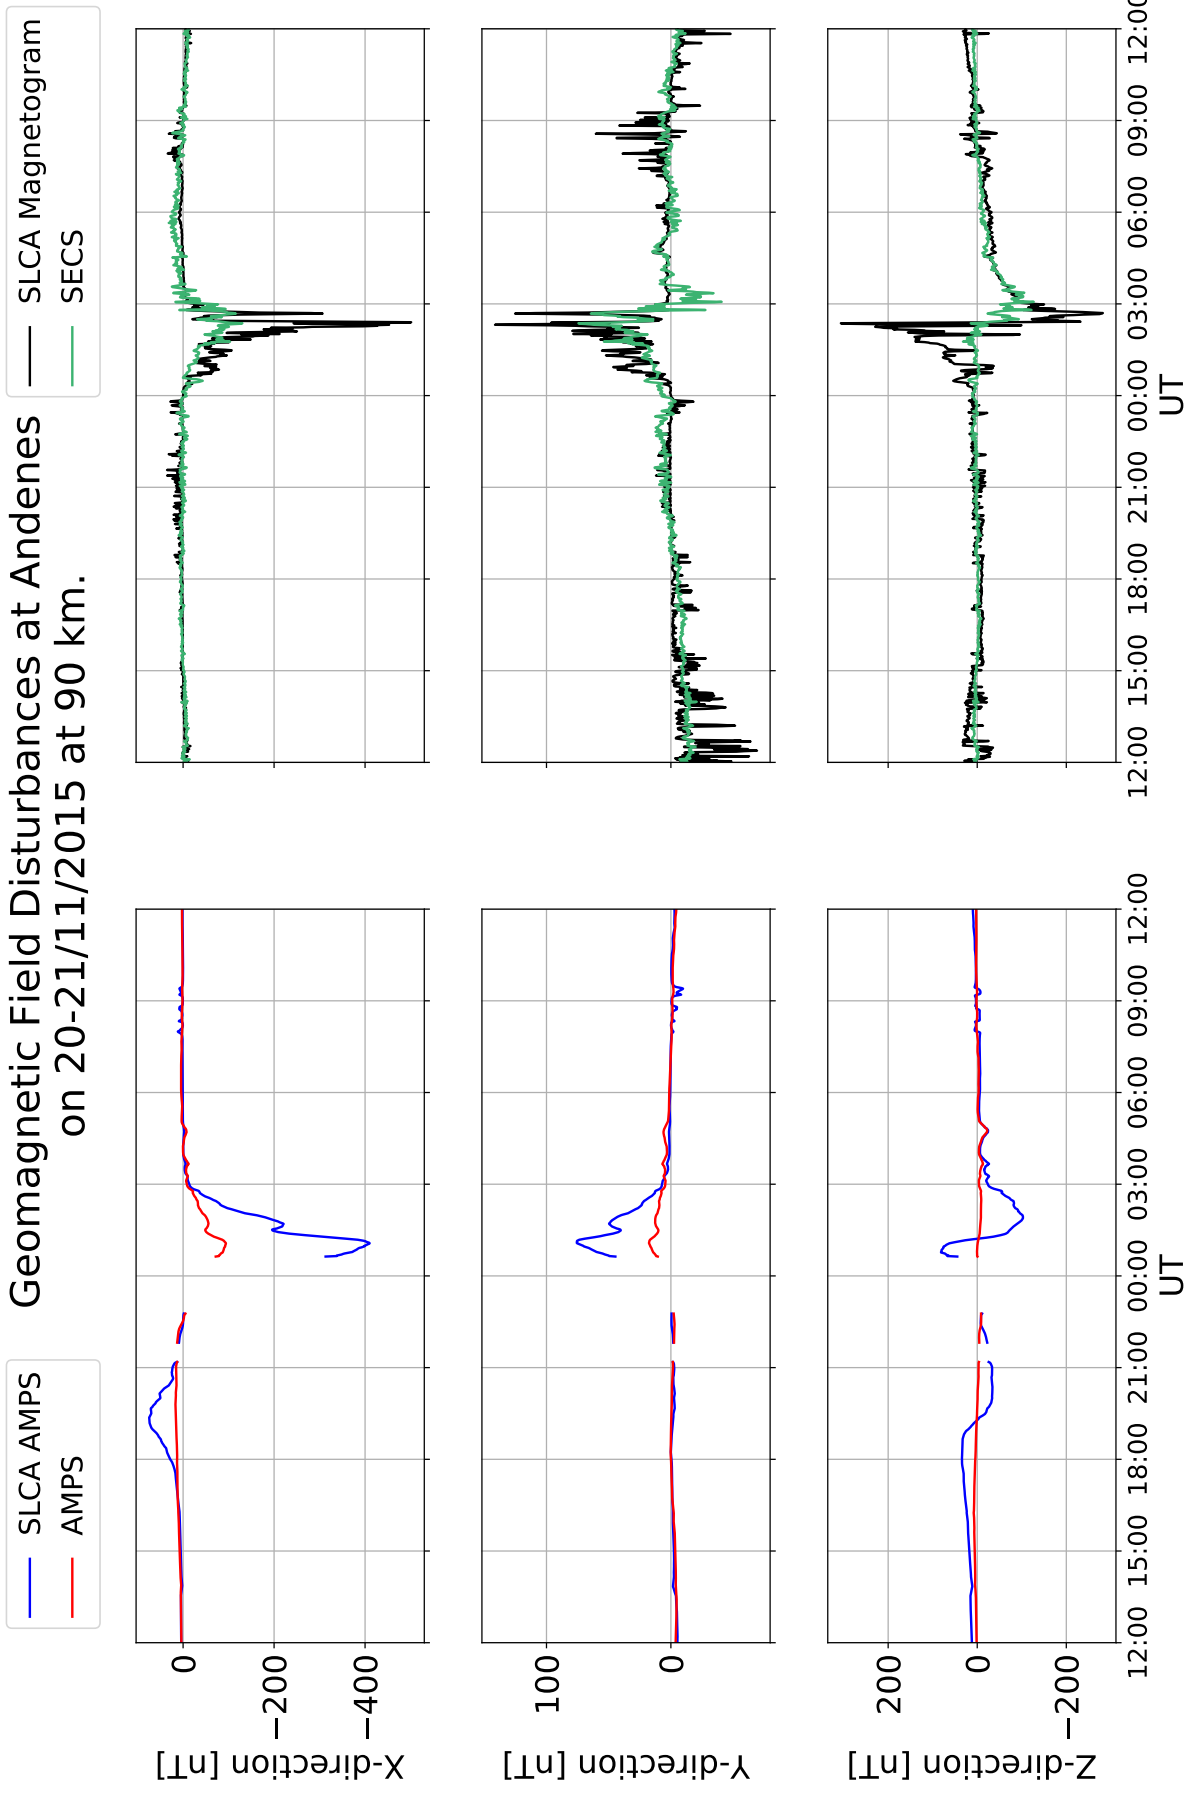 Geomagnetic Field Disturbances at Andenes
on 20-21/11/2015 at 90 km.
SLCA AMPS
AMPS
SLCA Magnetogram
SECS
X-direction [nT]
0
−200
−400
Y-direction [nT]
100
0
Z-direction [nT]
200
0
−200
12:00 15:00 18:00 21:00 00:00 03:00 06:00 09:00 12:00
UT
12:00 15:00 18:00 21:00 00:00 03:00 06:00 09:00 12:00
UT